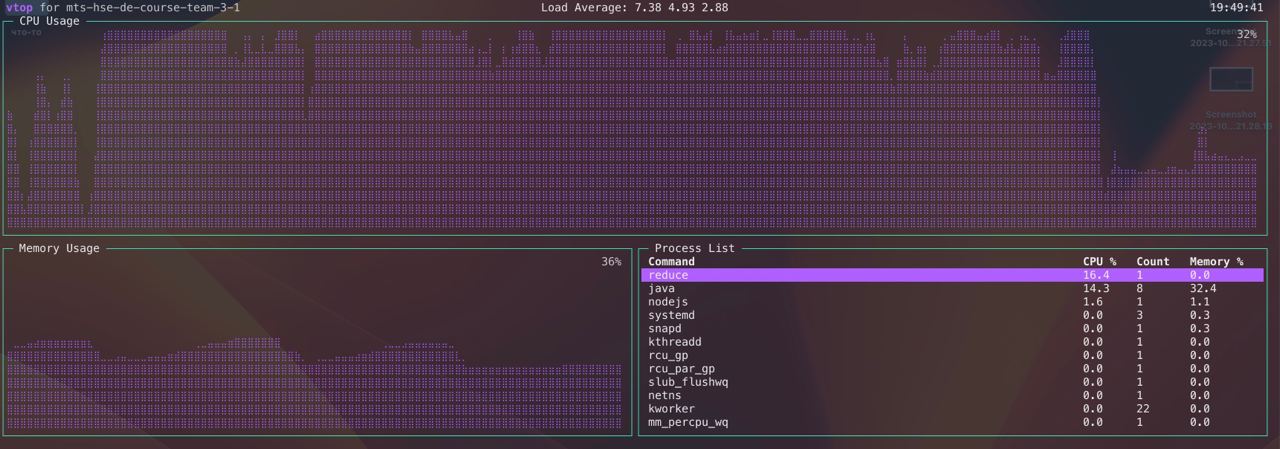 vtop for mts-hse-de-course-team-3-1 Load Average: 7.38 4.93 2.88 19:49:41
CPU Usage
что-то
32%
2023-10...21.27.51
Screenshot
2023-10...21.28.19
Memory Usage
36%
Process List
Command CPU % Count Memory %
reduce 16.4 1 0.0
java 14.3 8 32.4
nodejs 1.6 1 1.1
systemd 0.0 3 0.3
snapd 0.0 1 0.3
kthreadd 0.0 1 0.0
rcu_gp 0.0 1 0.0
rcu_par_gp 0.0 1 0.0
slub_flushwq 0.0 1 0.0
netns 0.0 1 0.0
kworker 0.0 22 0.0
mm_percpu_wq 0.0 1 0.0